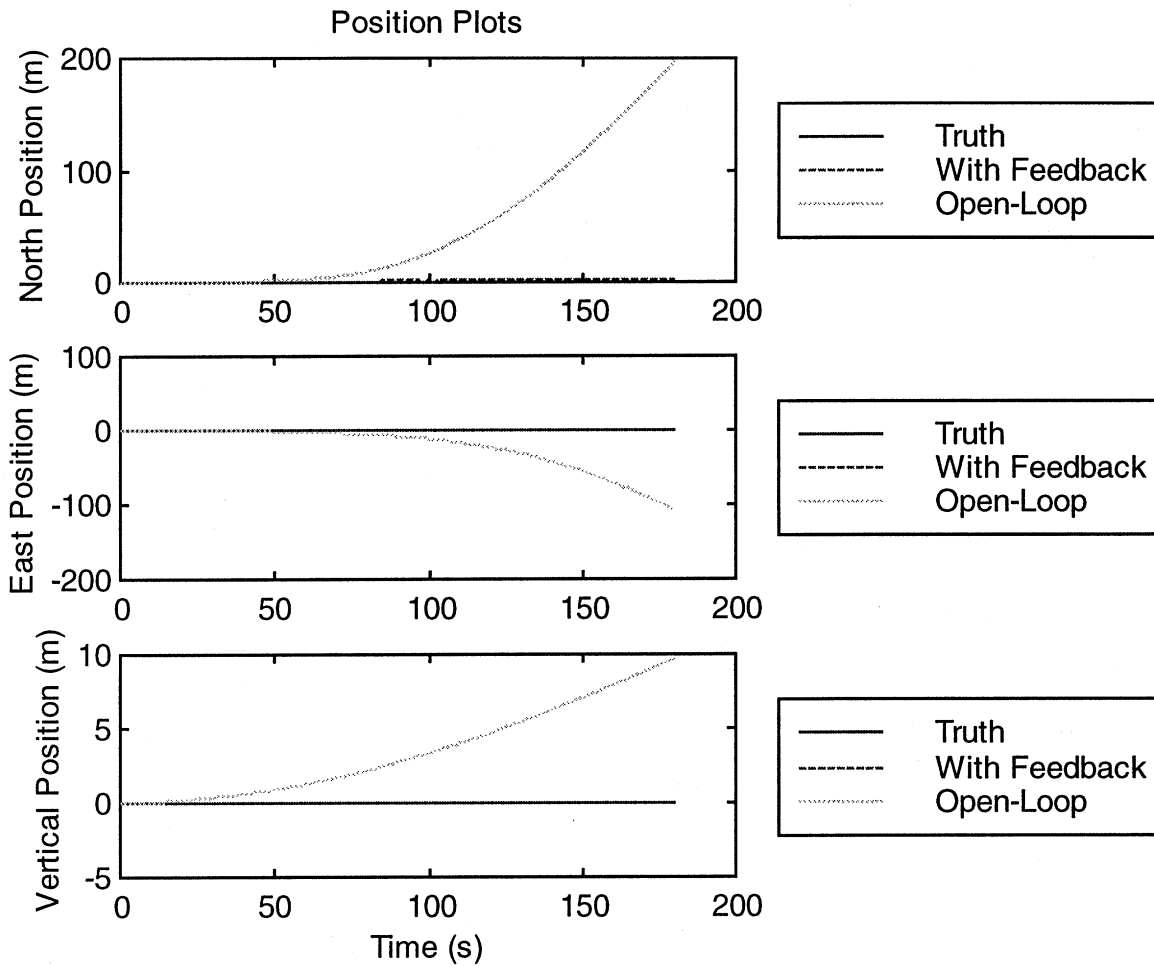 Position Plots
North Position (m)
200
100
0
0 50 100 150 200
Truth
With Feedback
Open-Loop
East Position (m)
100
0
-100
-200
0 50 100 150 200
Truth
With Feedback
Open-Loop
Vertical Position (m)
10
5
0
-5
0 50 100 150 200
Time (s)
Truth
With Feedback
Open-Loop